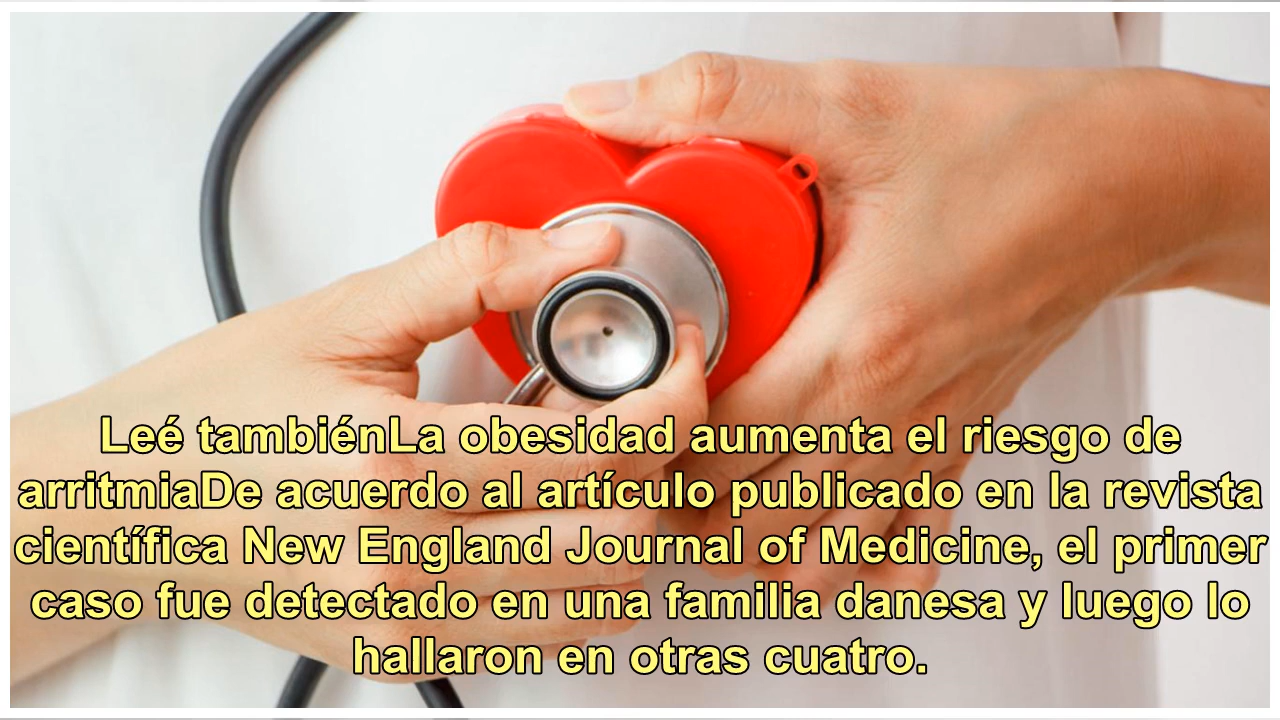 Leé tambiénLa obesidad aumenta el riesgo de
arritmiaDe acuerdo al artículo publicado en la revista
científica New England Journal of Medicine, el primer
caso fue detectado en una familia danesa y luego lo
hallaron en otras cuatro.